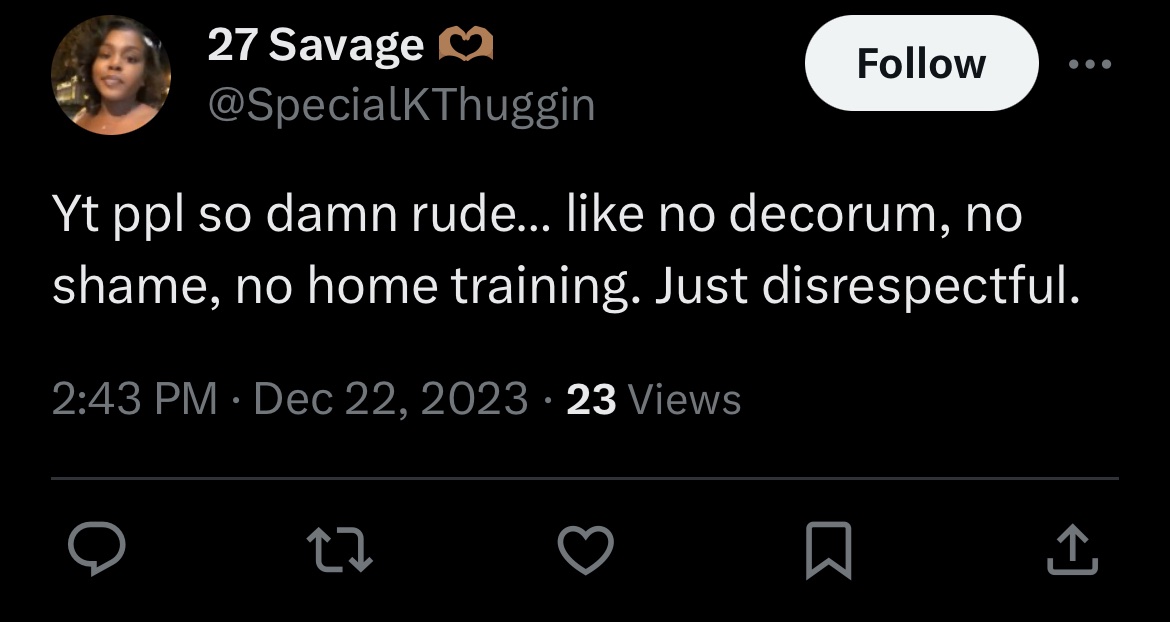 27 Savage 🫶🏽
@SpecialKThuggin
Follow
Yt ppl so damn rude... like no decorum, no
shame, no home training. Just disrespectful.
2:43 PM · Dec 22, 2023 · 23 Views